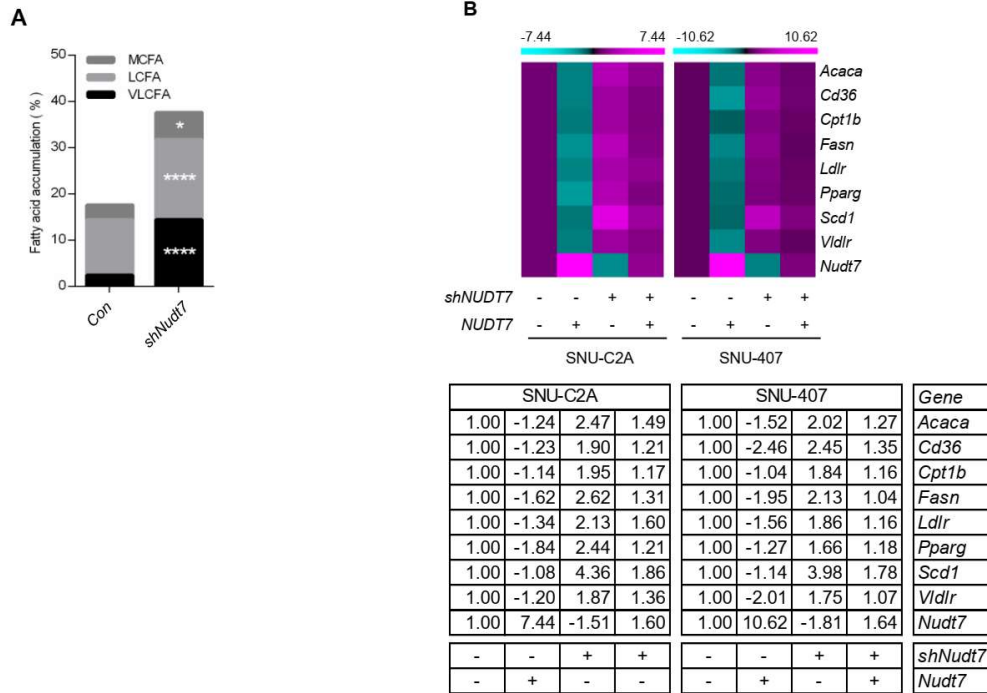 A
Fatty acid accumulation (%)
50
40
30
20
10
0
MCFA
LCFA
VLCFA
*
****
****
Con
shNudt7
B
-7.44 7.44 -10.62 10.62
Acaca
Cd36
Cpt1b
Fasn
Ldlr
Pparg
Scd1
Vldlr
Nudt7
shNUDT7 - - + + - - + +
NUDT7 - + - + - + - +
SNU-C2A SNU-407
SNU-C2A SNU-407 Gene
1.00 -1.24 2.47 1.49 1.00 -1.52 2.02 1.27 Acaca
1.00 -1.23 1.90 1.21 1.00 -2.46 2.45 1.35 Cd36
1.00 -1.14 1.95 1.17 1.00 -1.04 1.84 1.16 Cpt1b
1.00 -1.62 2.62 1.31 1.00 -1.95 2.13 1.04 Fasn
1.00 -1.34 2.13 1.60 1.00 -1.56 1.86 1.16 Ldlr
1.00 -1.84 2.44 1.21 1.00 -1.27 1.66 1.18 Pparg
1.00 -1.08 4.36 1.86 1.00 -1.14 3.98 1.78 Scd1
1.00 -1.20 1.87 1.36 1.00 -2.01 1.75 1.07 Vldlr
1.00 7.44 -1.51 1.60 1.00 10.62 -1.81 1.64 Nudt7
- - + + - - + + shNudt7
- + - - - + - + Nudt7